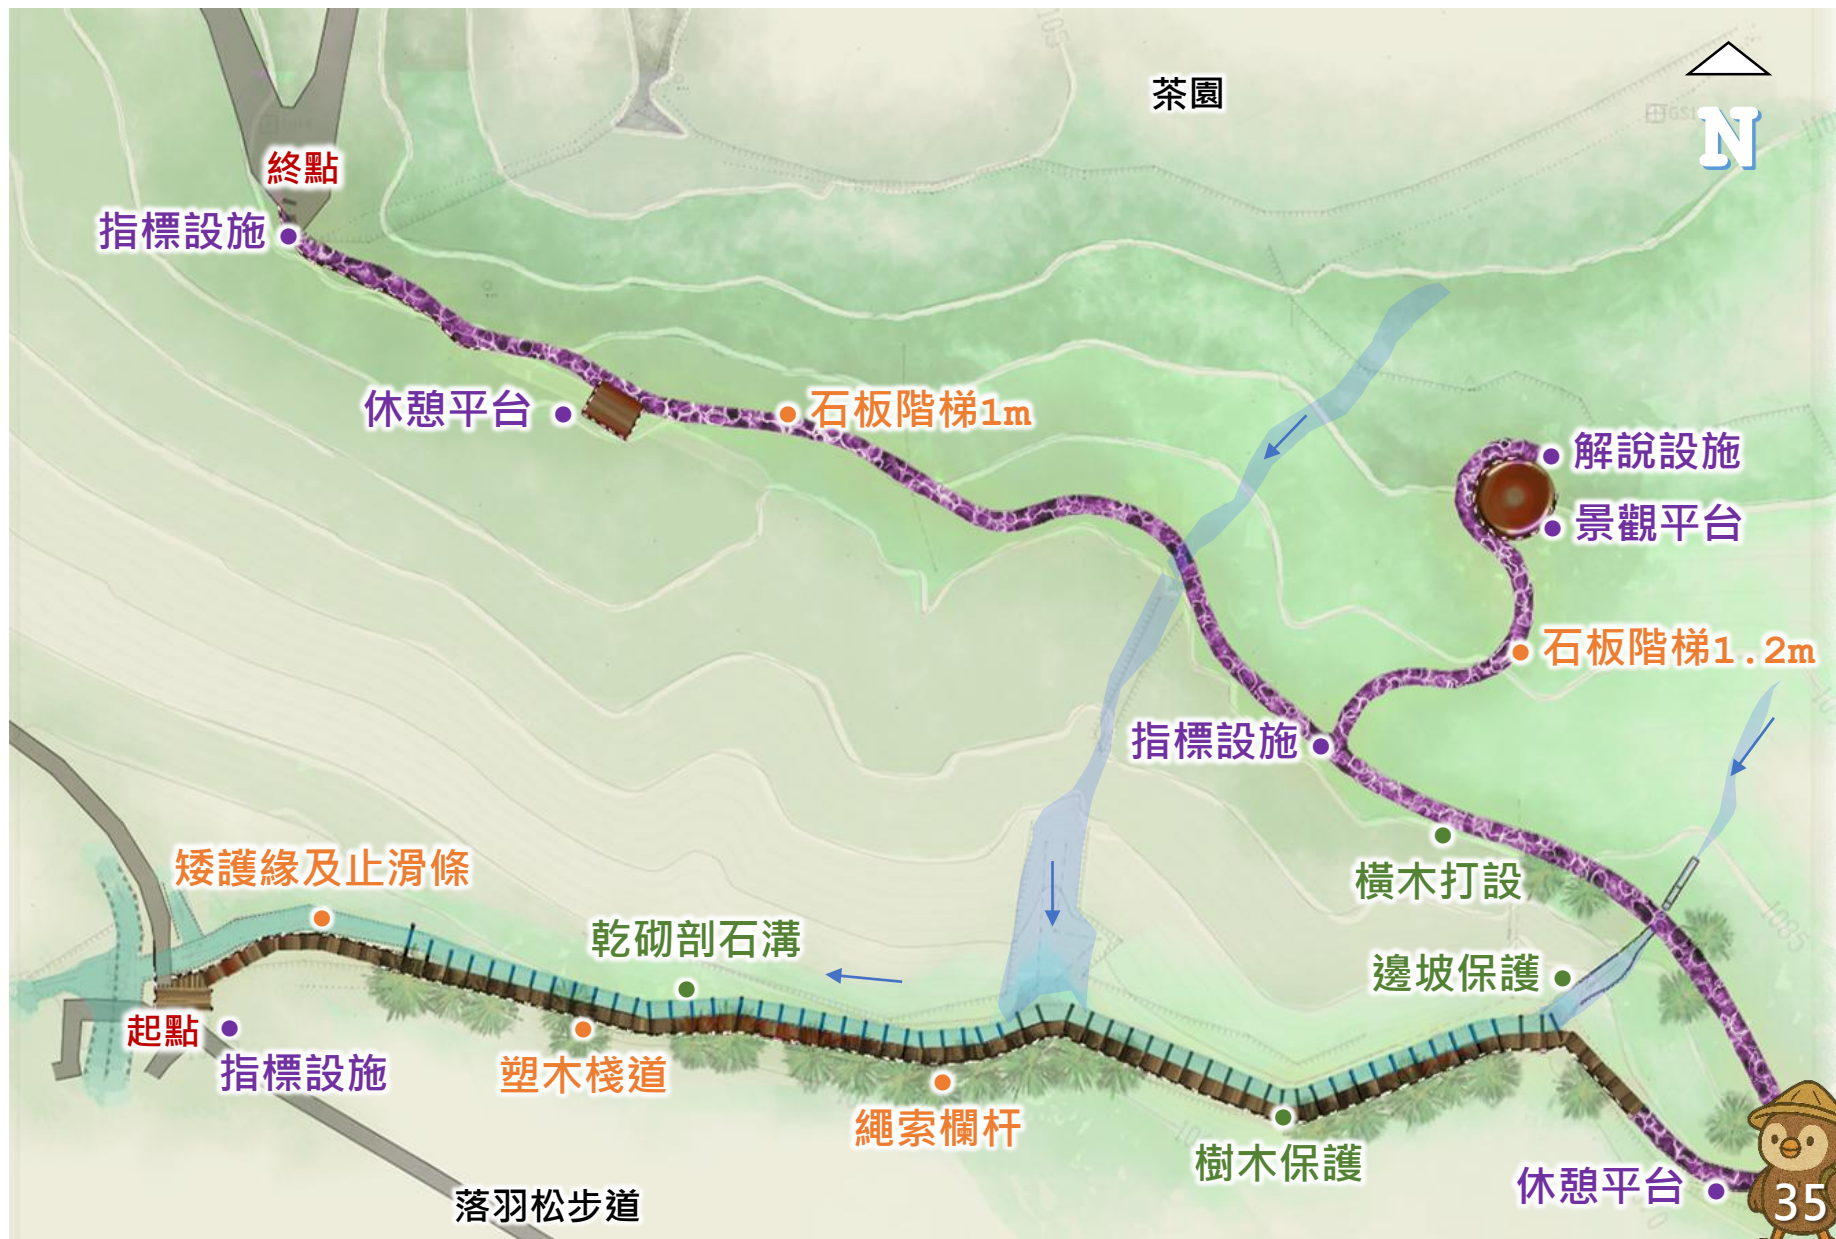 茶園
N
終點
指標設施
休憩平台
石板階梯1m
解說設施
景觀平台
石板階梯1.2m
指標設施
橫木打設
矮護緣及止滑條
乾砌剖石溝
邊坡保護
起點
指標設施
塑木棧道
繩索欄杆
樹木保護
休憩平台
落羽松步道
35
1085